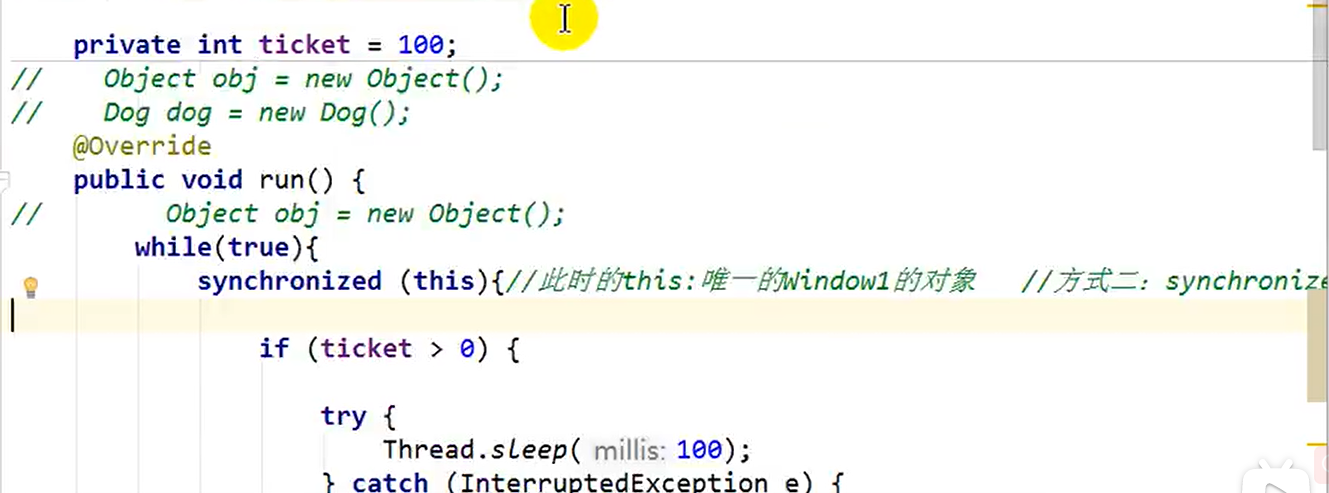 private int ticket = 100;
// Object obj = new Object();
// Dog dog = new Dog();
@Override
public void run() {
// Object obj = new Object();
while(true){
synchronized (this){//此时的this:唯一的Window1的对象 //方式二：synchronize
if (ticket > 0) {
try {
Thread.sleep( millis: 100);
} catch (InterruptedException e) {